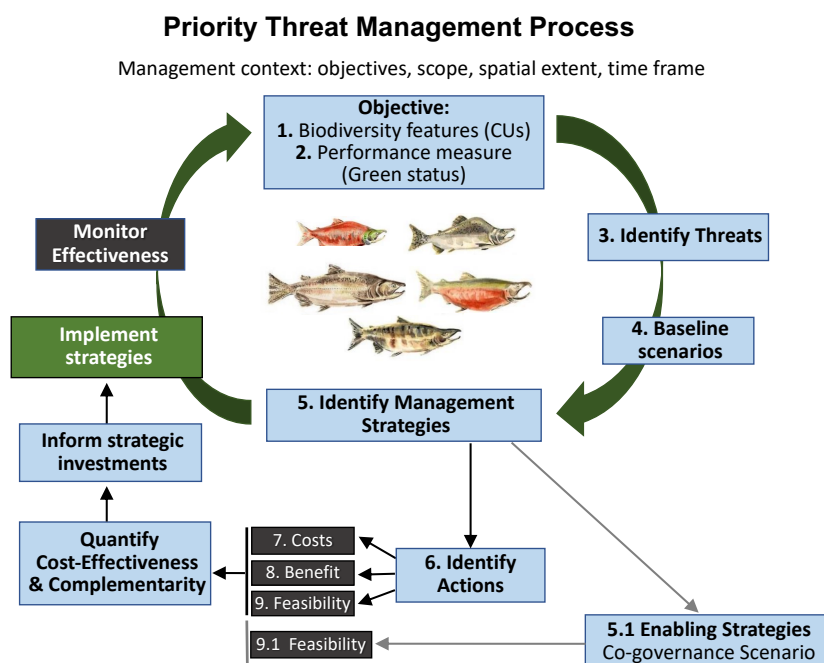 Priority Threat Management Process
Management context: objectives, scope, spatial extent, time frame
Objective:
1. Biodiversity features (CUs)
2. Performance measure
(Green status)
Monitor
Effectiveness
3. Identify Threats
Implement
strategies
4. Baseline
scenarios
5. Identify Management
Strategies
Inform strategic
investments
Quantify
Cost-Effectiveness
& Complementarity
7. Costs
8. Benefit
9. Feasibility
6. Identify
Actions
9.1 Feasibility
5.1 Enabling Strategies
Co-governance Scenario